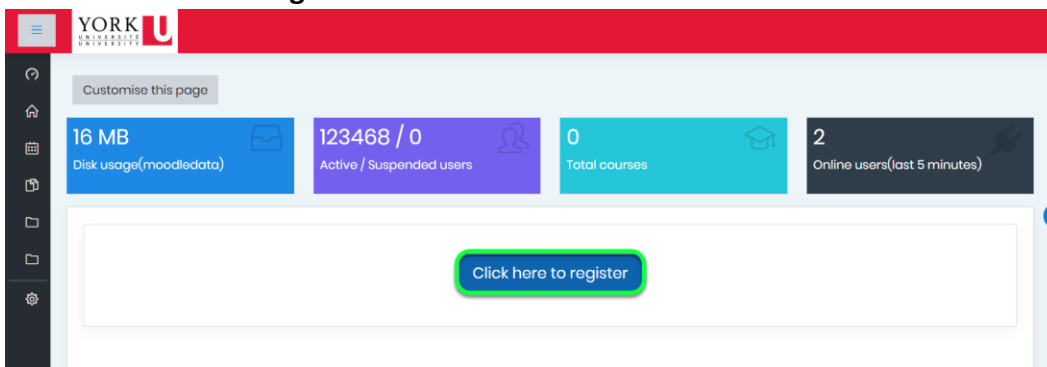 YORK U
UNIVERSITÉ
UNIVERSITY
Customise this page
16 MB
Disk usage(moodledata)
123468 / 0
Active / Suspended users
0
Total courses
2
Online users(last 5 minutes)
Click here to register